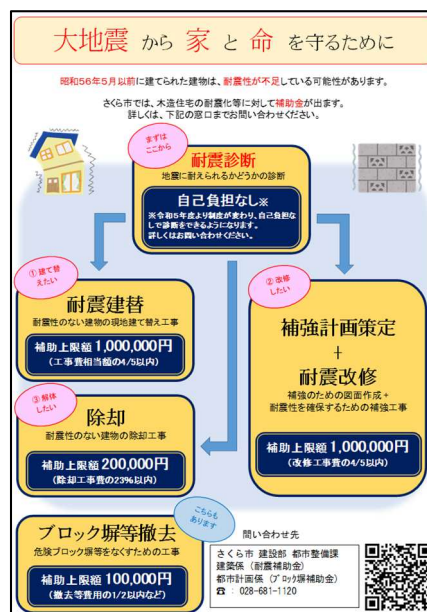 大地震 から 家 と 命 を守るために
昭和56年5月以前に建てられた建物は、耐震性が不足している可能性があります。
さくら市では、木造住宅の耐震化等に対して補助金が出ます。
詳しくは、下記の窓口までお問い合わせください。
まずは
ここから
耐震診断
地震に耐えられるかどうかの診断
自己負担なし※
※令和5年度より制度が変わり、自己負担な
しで診断をできるようになります。
詳しくはお問い合わせください。
①建て替
えたい
耐震建替
耐震性のない建物の現地建て替え工事
補助上限額 1,000,000円
(工事費相当額の4/5以内)
②改修
したい
補強計画策定
+
耐震改修
補強のための図面作成+
耐震性を確保するための補強工事
補助上限額 1,000,000円
(改修工事費の4/5以内)
③解体
したい
除却
耐震性のない建物の除却工事
補助上限額 200,000円
(除却工事費の23%以内)
こちらも
あります
ブロック塀等撤去
危険ブロック塀等をなくすための工事
補助上限額 100,000円
(撤去等費用の1/2以内など)
問い合わせ先
さくら市 建設部 都市整備課
建築係(耐震補助金)
都市計画係(ブロック塀補助金)
☎:028-681-1120